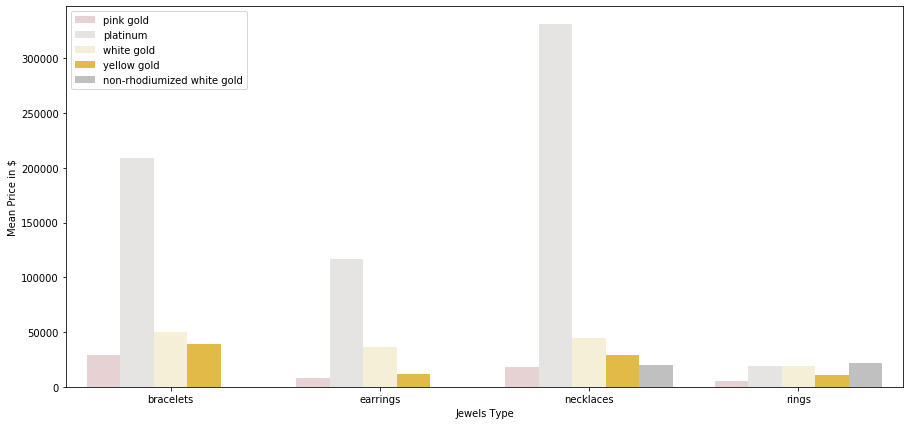 pink gold
platinum
white gold
yellow gold
non-rhodiumized white gold
Mean Price in $
300000
250000
200000
150000
100000
50000
0
bracelets
earrings
necklaces
rings
Jewels Type